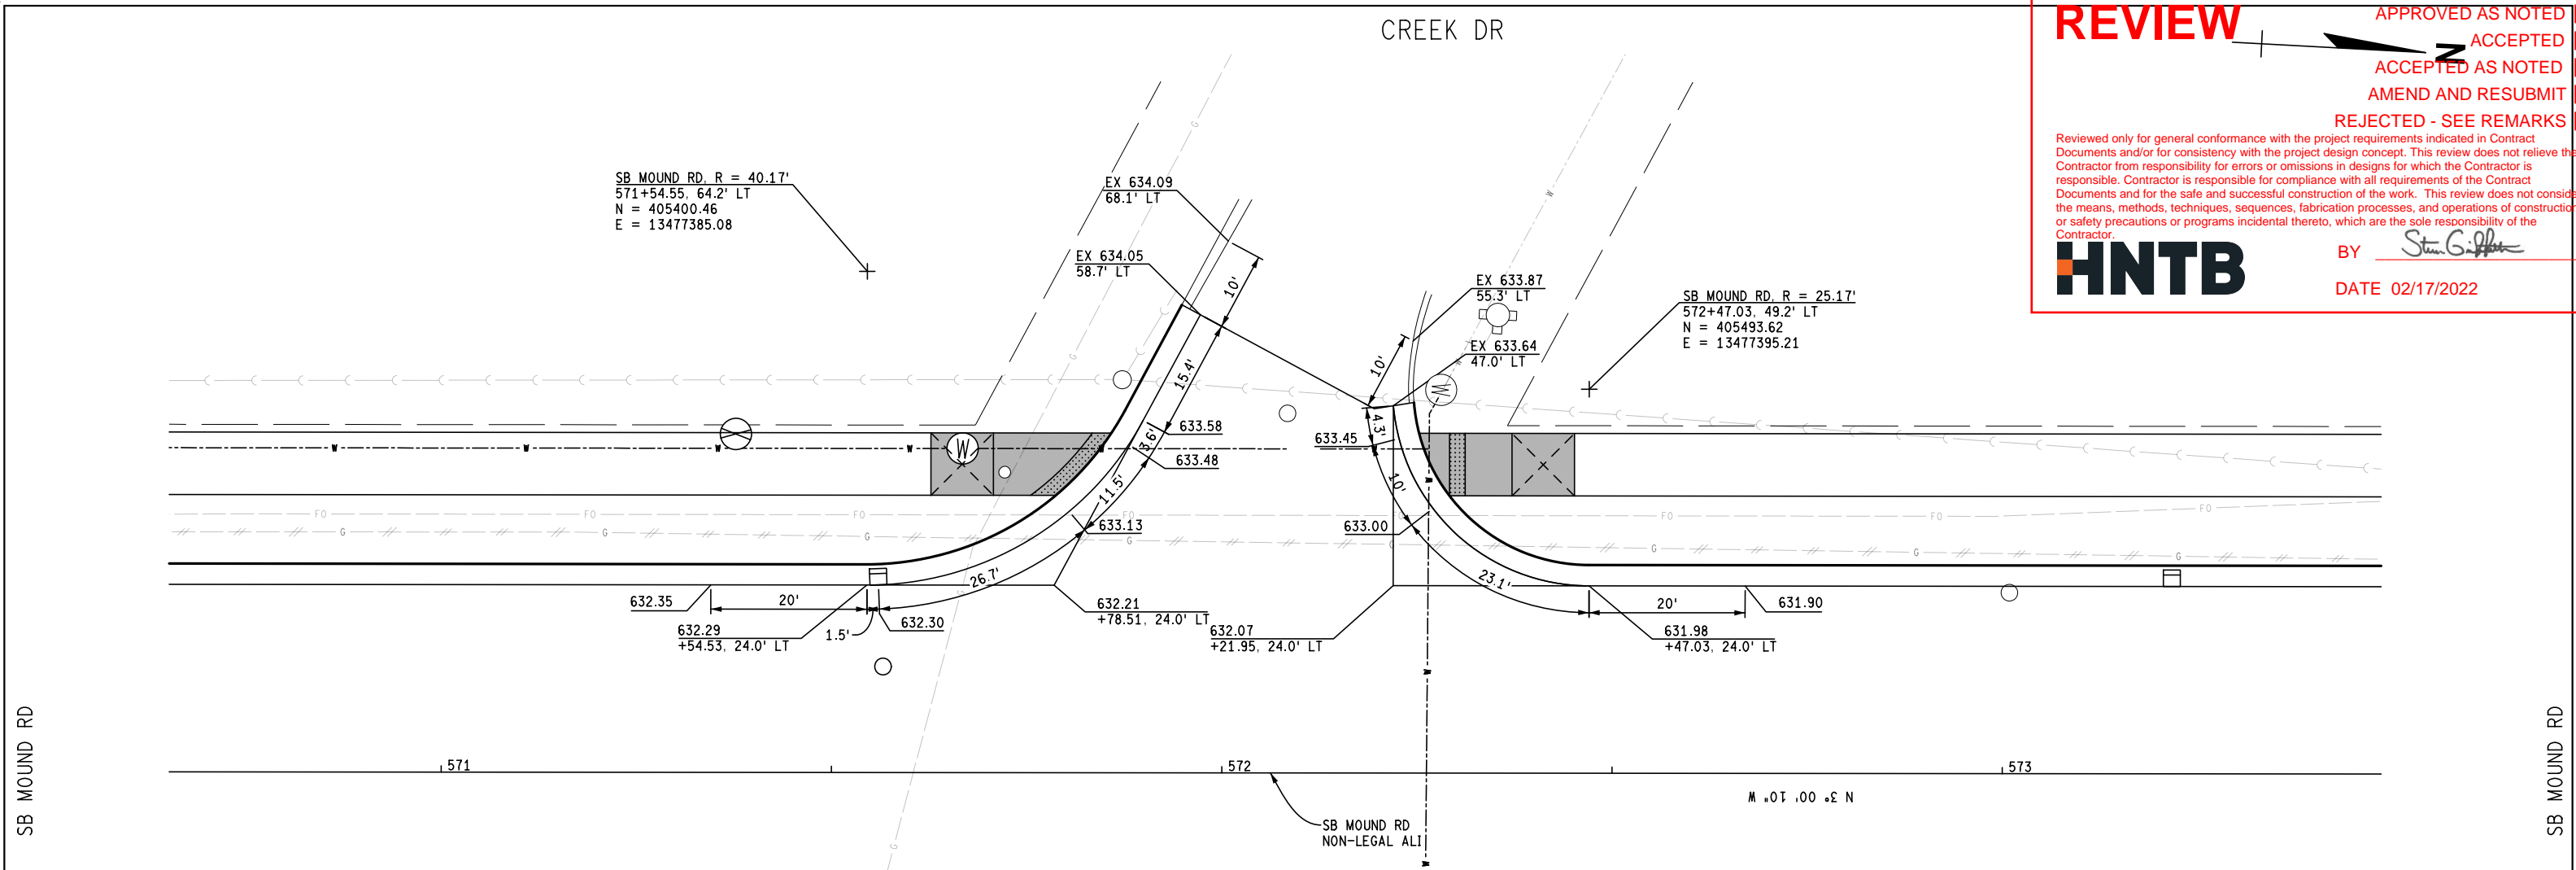 CREEK DR
REVIEW
APPROVED AS NOTED
ACCEPTED
N
ACCEPTED AS NOTED
AMEND AND RESUBMIT
REJECTED - SEE REMARKS
Reviewed only for general conformance with the project requirements indicated in Contract
Documents and/or for consistency with the project design concept. This review does not relieve the
Contractor from responsibility for errors or omissions in designs for which the Contractor is
responsible. Contractor is responsible for compliance with all requirements of the Contract
Documents and for the safe and successful construction of the work. This review does not conside
the means, methods, techniques, sequences, fabrication processes, and operations of construction
or safety precautions or programs incidental thereto, which are the sole responsibility of the
Contractor.
HNTB
BY
DATE 02/17/2022
SB MOUND RD, R = 40.17'
571+54.55, 64.2' LT
N = 405400.46
E = 13477385.08
EX 634.09
68.1' LT
EX 634.05
58.7' LT
10'
15.4'
3.6'
11.5'
26.7'
633.58
633.48
633.13
EX 633.87
55.3' LT
EX 633.64
47.0' LT
SB MOUND RD, R = 25.17'
572+47.03, 49.2' LT
N = 405493.62
E = 13477395.21
10'
4.3'
10'
23.1'
633.45
633.00
W
W
632.35
20'
632.29
+54.53, 24.0' LT
1.5'
632.30
632.21
+78.51, 24.0' LT
632.07
+21.95, 24.0' LT
20'
631.90
631.98
+47.03, 24.0' LT
FO FO FO FO FO FO FO
G G G G G G
571
572
573
N 3° 00' 10" W
SB MOUND RD
NON-LEGAL ALI
SB MOUND RD
SB MOUND RD